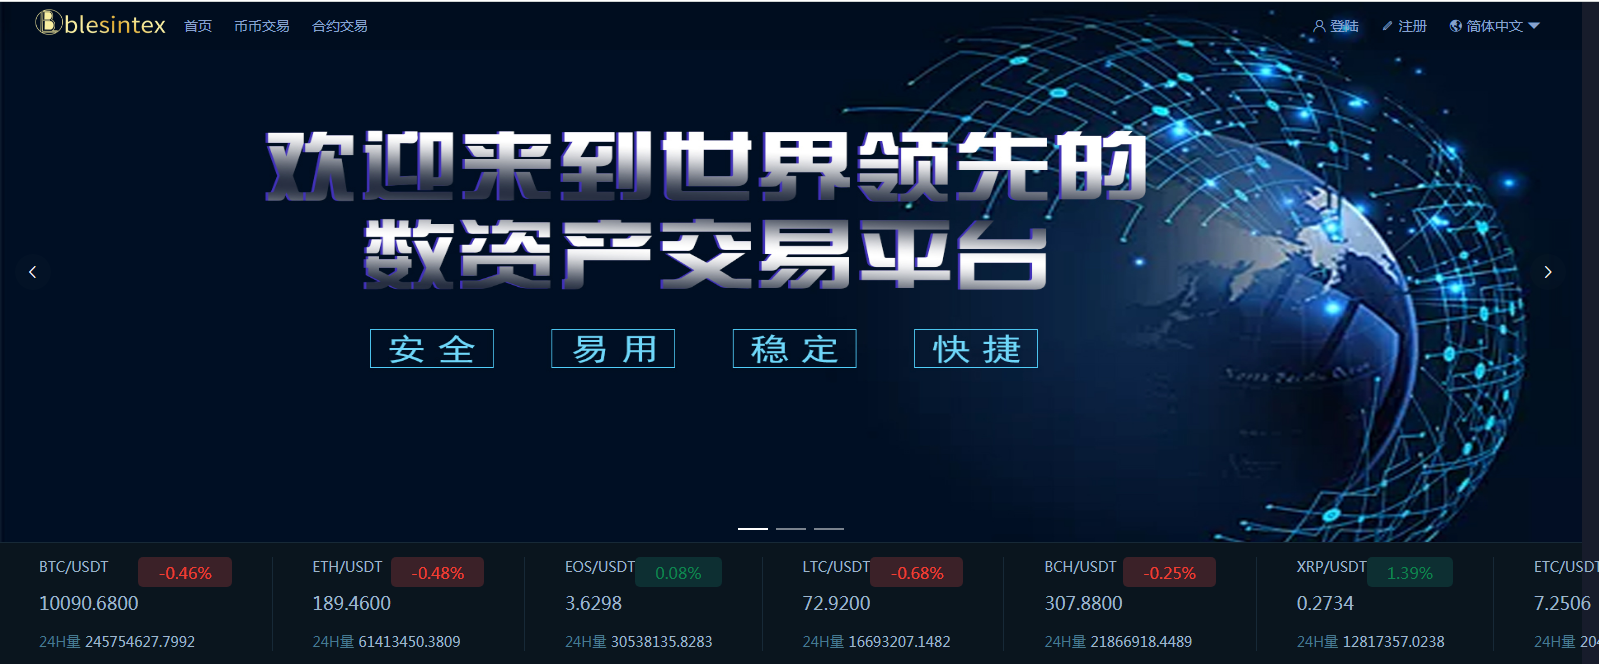 blesintex 首页 币币交易 合约交易 登陆 注册 简体中文
欢迎来到世界领先的
数资产交易平台
安全 易用 稳定 快捷
BTC/USDT -0.46% ETH/USDT -0.48% EOS/USDT 0.08% LTC/USDT -0.68% BCH/USDT -0.25% XRP/USDT 1.39% ETC/USDT
10090.6800 189.4600 3.6298 72.9200 307.8800 0.2734 7.2506
24H量 245754627.7992 24H量 61413450.3809 24H量 30538135.8283 24H量 16693207.1482 24H量 21866918.4489 24H量 12817357.0238 24H量